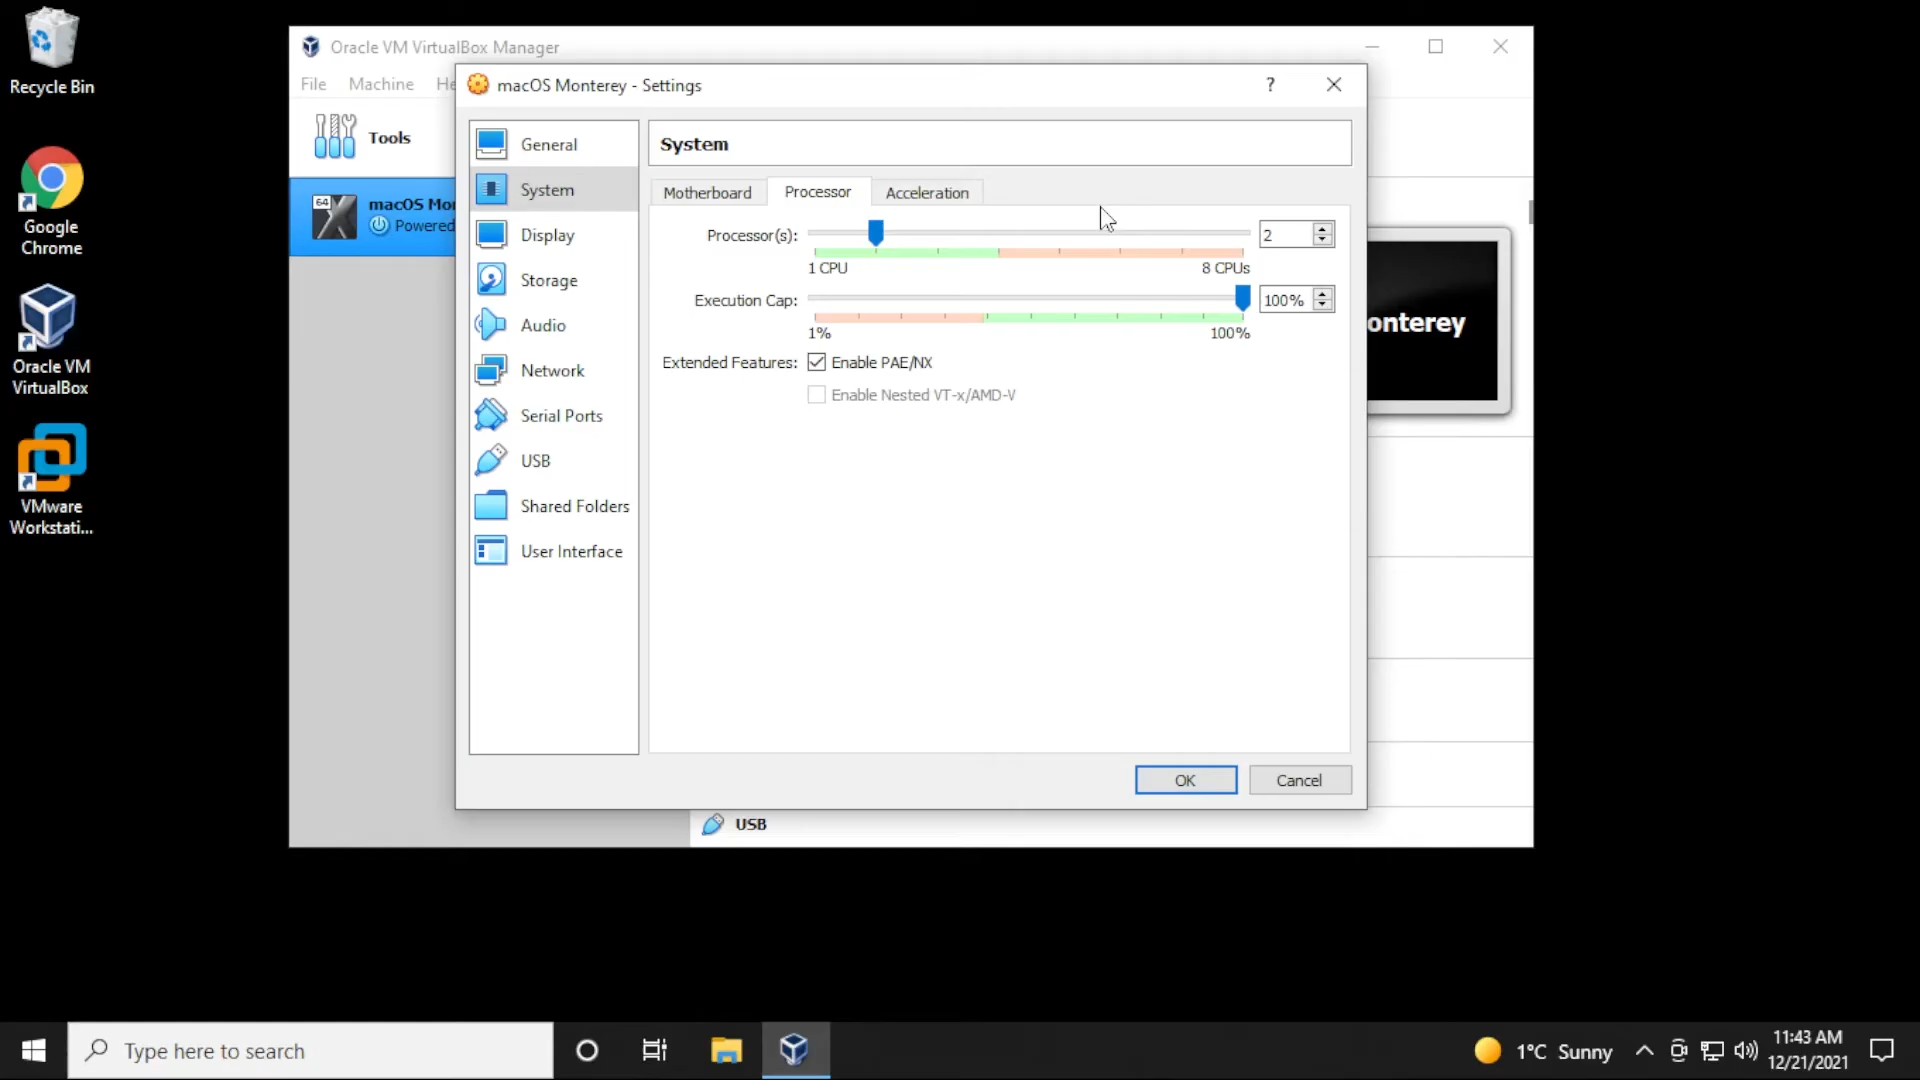 Recycle Bin
Google
Chrome
Oracle VM
VirtualBox
VMware
Workstati...
Oracle VM VirtualBox Manager
File Machine He
Tools
64
macOS Mon
Powered
macOS Monterey - Settings
?
General
System
Display
Storage
Audio
Network
Serial Ports
USB
Shared Folders
User Interface
System
Motherboard Processor Acceleration
Processor(s): 2
1 CPU 8 CPUs
Execution Cap: 100%
1% 100%
Extended Features: Enable PAE/NX
Enable Nested VT-x/AMD-V
OK Cancel
onterey
USB
Type here to search
1°C Sunny
11:43 AM
12/21/2021